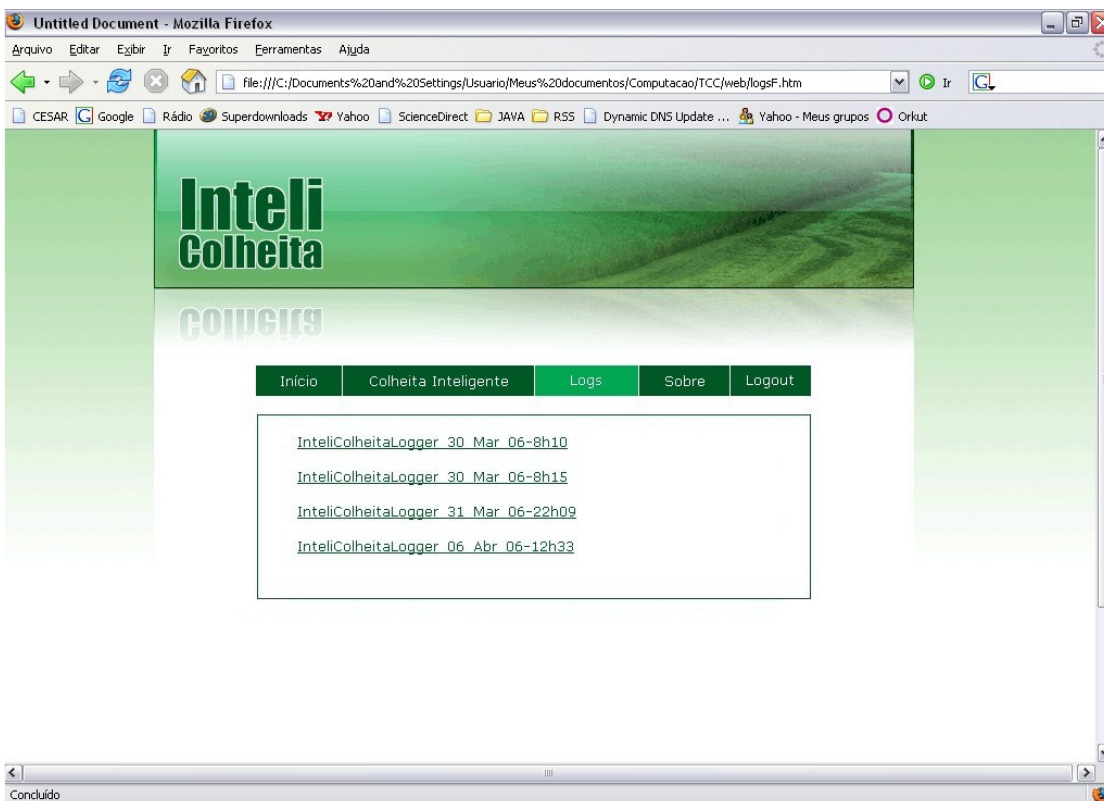 Untitled Document - Mozilla Firefox
Arquivo Editar Exibir Ir Favoritos Ferramentas Ajuda
file:///C:/Documents%20and%20Settings/Usuario/Meus%20documentos/Computacao/TCC/web/logsF.htm Ir G
CESAR G Google Rádio Superdownloads Y! Yahoo ScienceDirect JAVA RSS Dynamic DNS Update ... Yahoo - Meus grupos Orkut
Inteli
Colheita
Colheita
Início Colheita Inteligente Logs Sobre Logout
InteliColheitaLogger_30_Mar_06-8h10
InteliColheitaLogger_30_Mar_06-8h15
InteliColheitaLogger_31_Mar_06-22h09
InteliColheitaLogger_06_Abr_06-12h33
Concluído